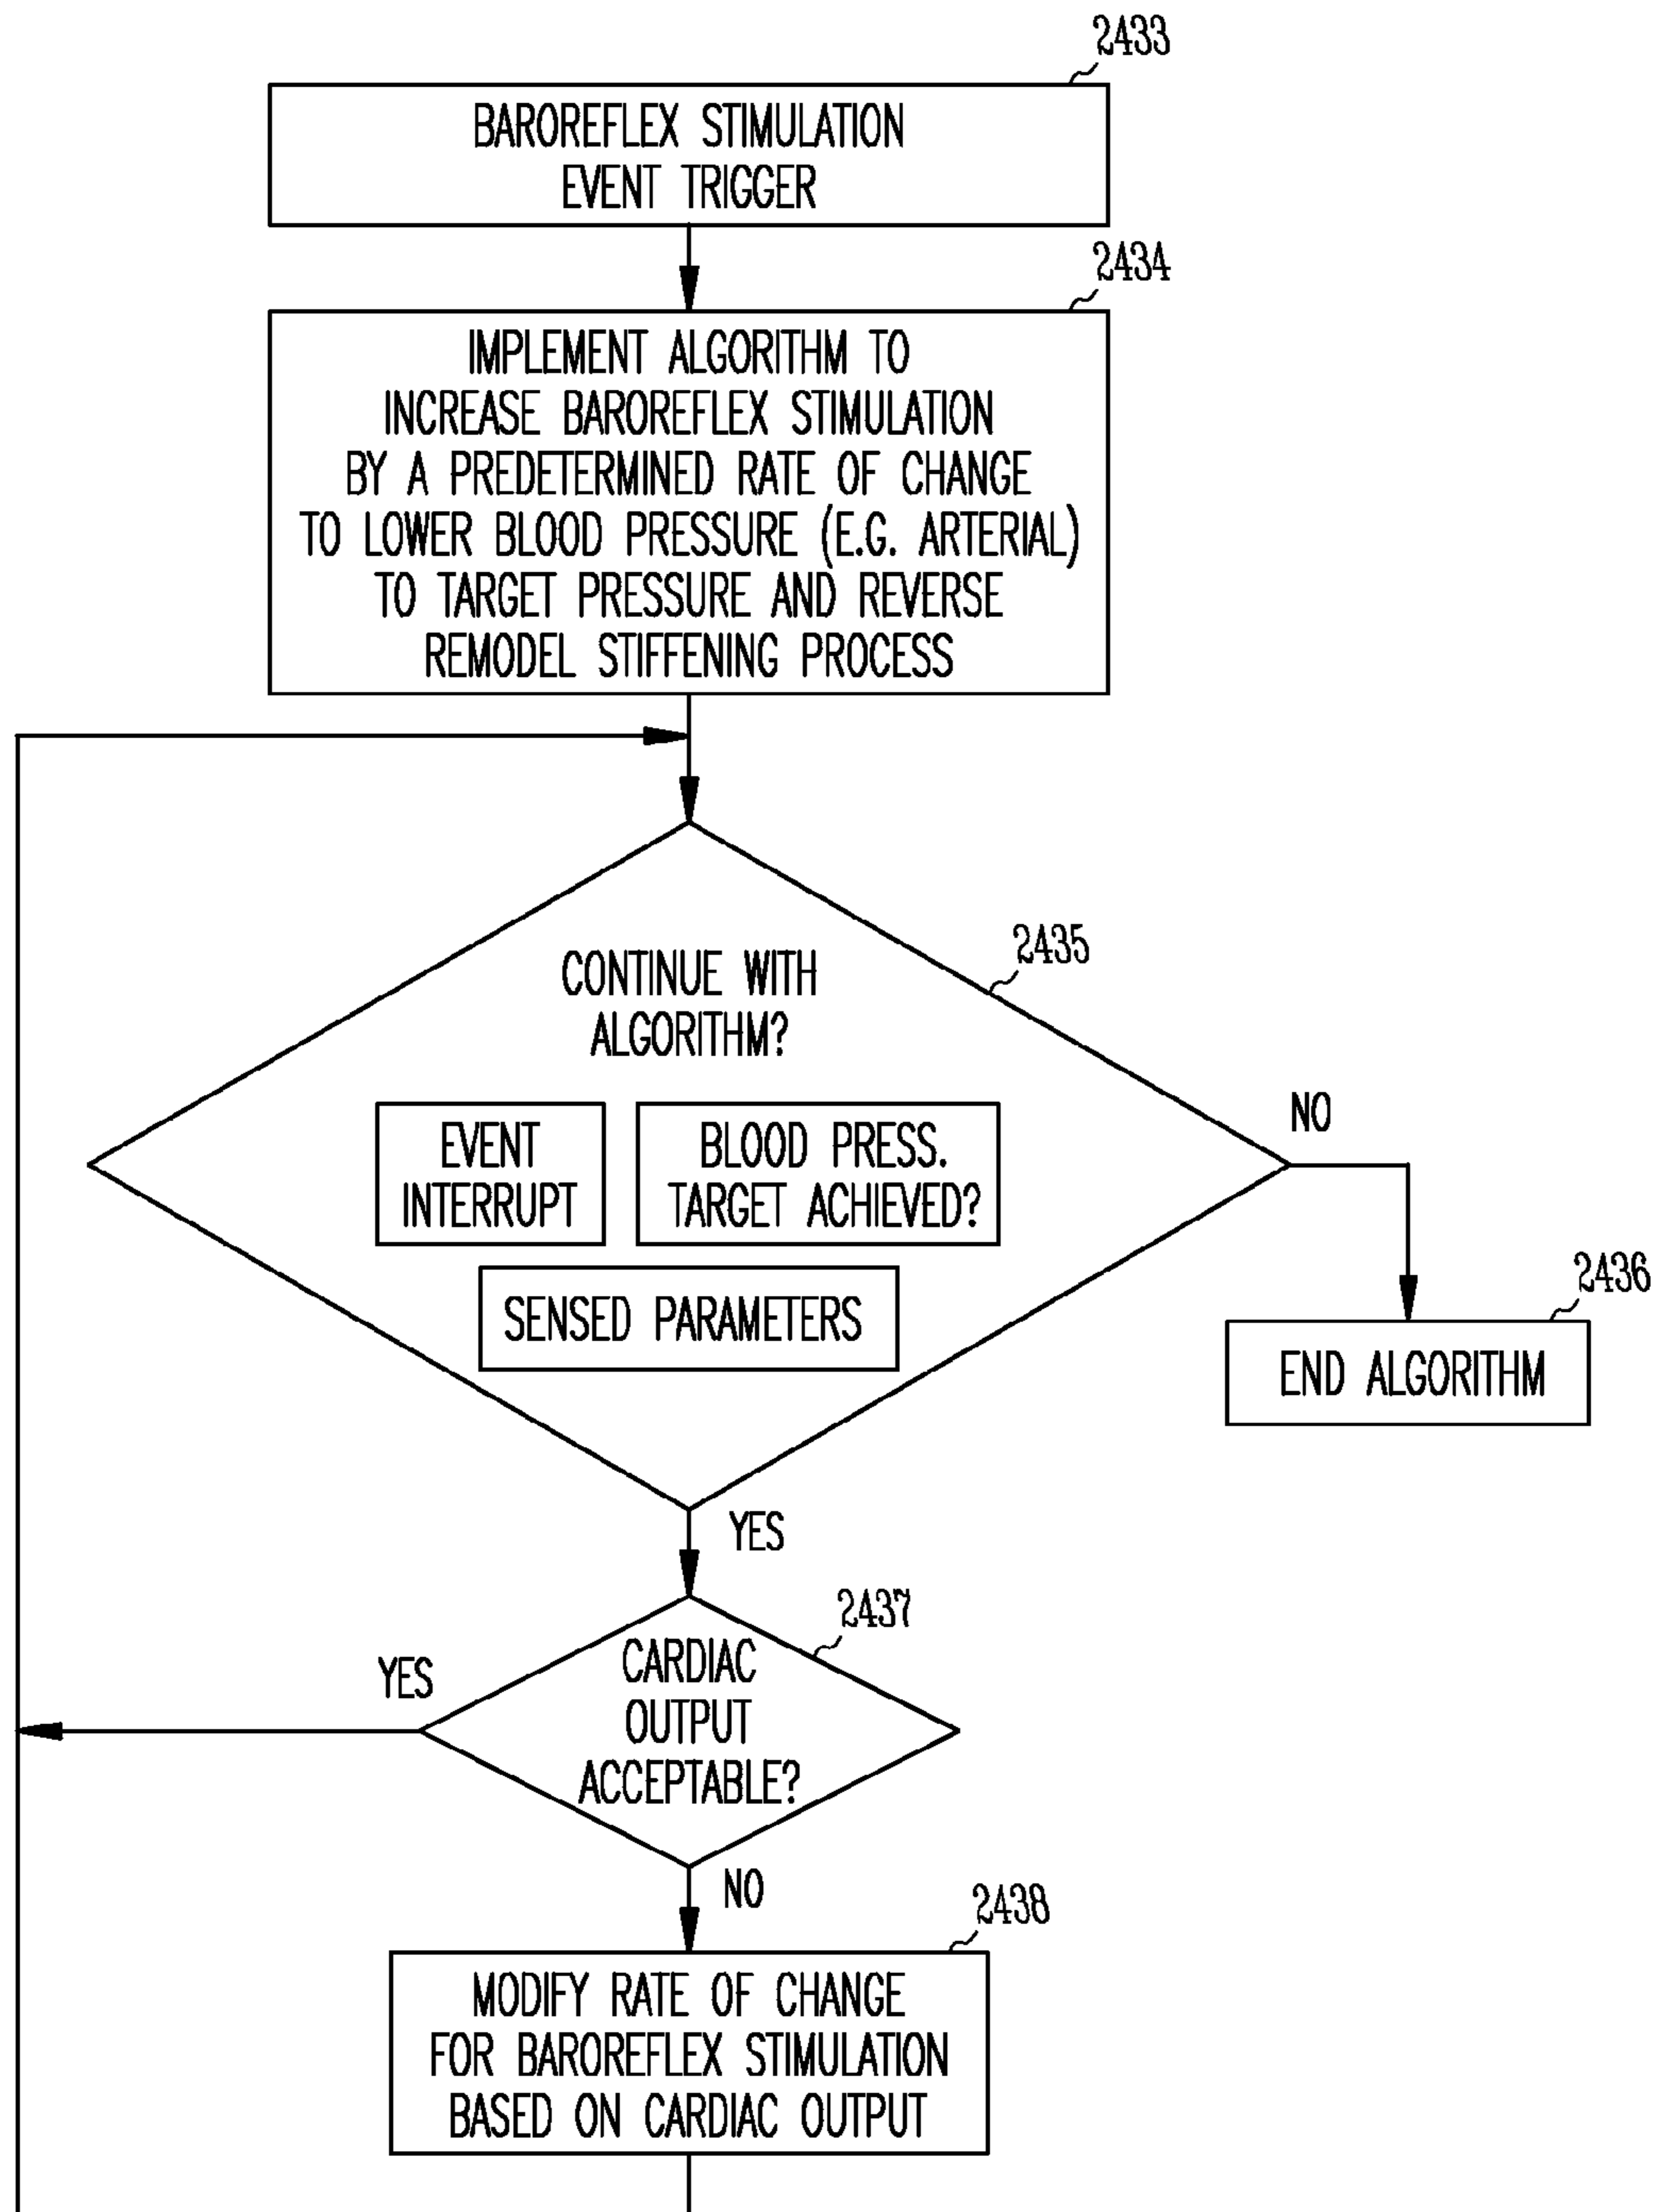 2433
BAROREFLEX STIMULATION
EVENT TRIGGER
2434
IMPLEMENT ALGORITHM TO
INCREASE BAROREFLEX STIMULATION
BY A PREDETERMINED RATE OF CHANGE
TO LOWER BLOOD PRESSURE (E.G. ARTERIAL)
TO TARGET PRESSURE AND REVERSE
REMODEL STIFFENING PROCESS
2435
CONTINUE WITH
ALGORITHM?
EVENT
INTERRUPT
BLOOD PRESS.
TARGET ACHIEVED?
SENSED PARAMETERS
NO
2436
END ALGORITHM
YES
2437
CARDIAC
OUTPUT
ACCEPTABLE?
YES
NO
2438
MODIFY RATE OF CHANGE
FOR BAROREFLEX STIMULATION
BASED ON CARDIAC OUTPUT